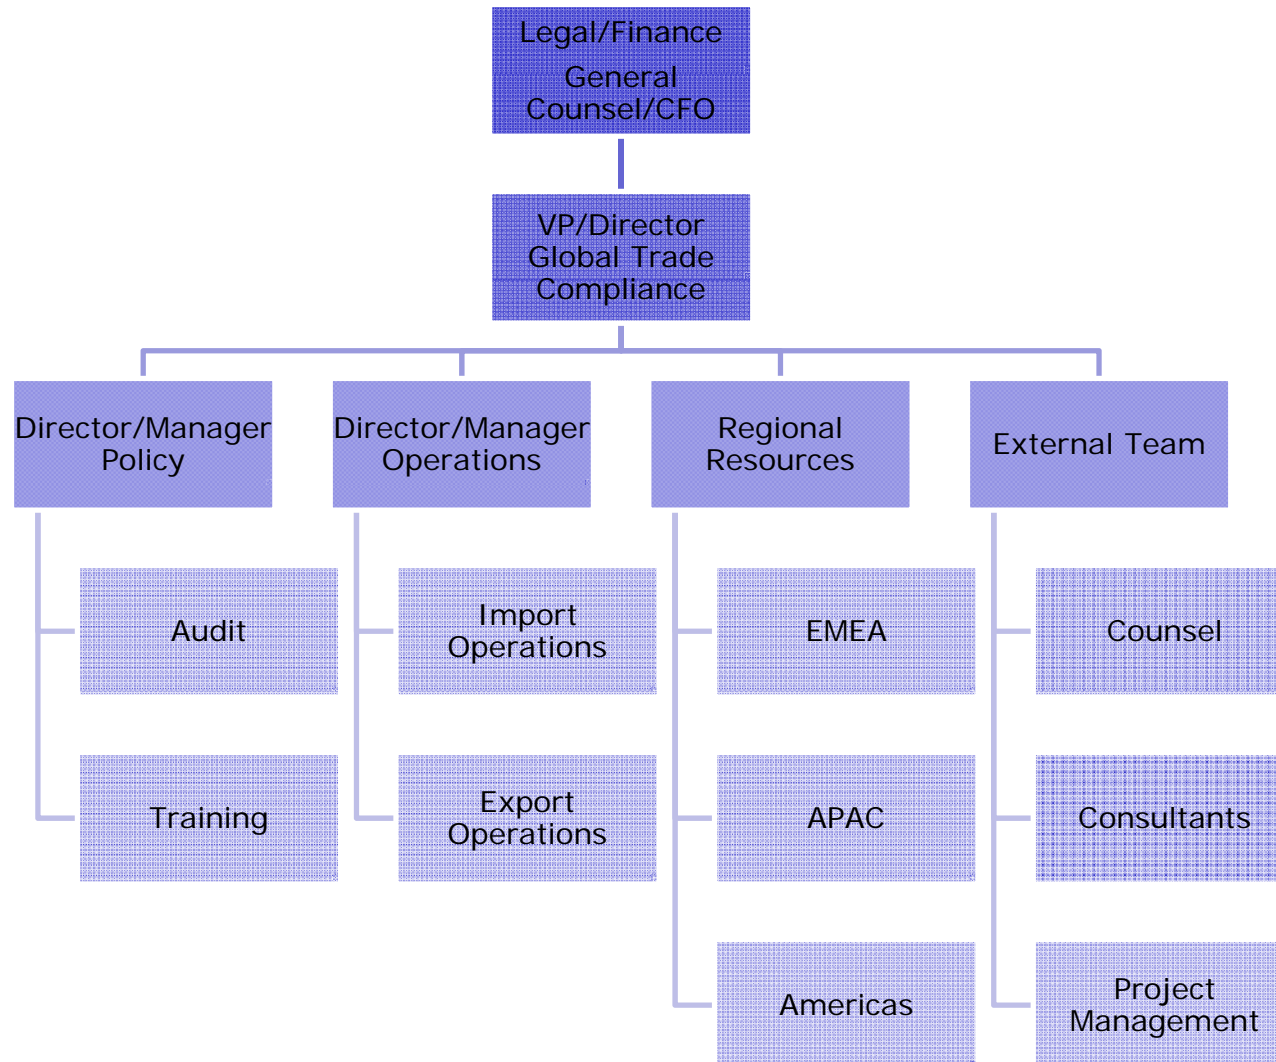 Legal/Finance
General
Counsel/CFO
VP/Director
Global Trade
Compliance
Director/Manager
Policy
Director/Manager
Operations
Regional
Resources
External Team
Audit
Import
Operations
EMEA
Counsel
Training
Export
Operations
APAC
Consultants
Americas
Project
Management